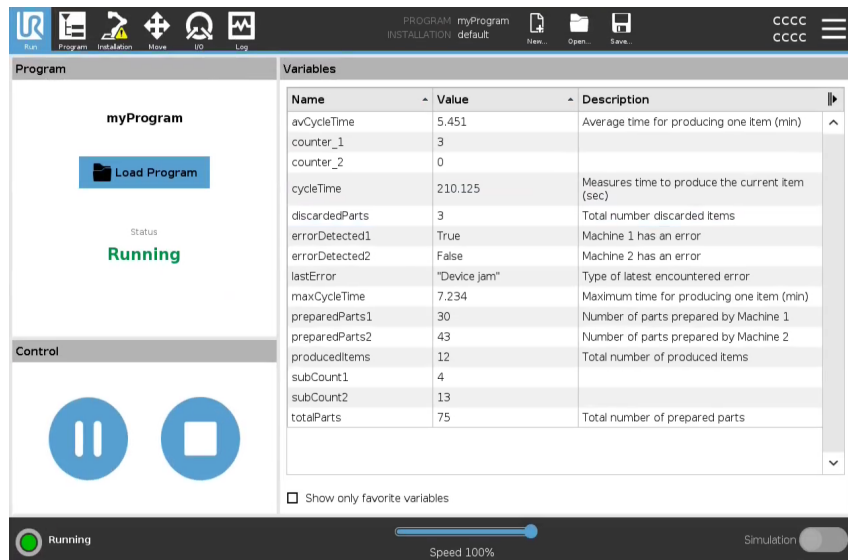 UR
Run
Program
Installation
Move
I/O
Log
PROGRAM myProgram
INSTALLATION default
New...
Open...
Save...
CCCC
CCCC
Program
myProgram
Load Program
Status
Running
Control
Variables
Name Value Description
avCycleTime 5.451 Average time for producing one item (min)
counter_1 3
counter_2 0
cycleTime 210.125 Measures time to produce the current item
(sec)
discardedParts 3 Total number discarded items
errorDetected1 True Machine 1 has an error
errorDetected2 False Machine 2 has an error
lastError "Device jam" Type of latest encountered error
maxCycleTime 7.234 Maximum time for producing one item (min)
preparedParts1 30 Number of parts prepared by Machine 1
preparedParts2 43 Number of parts prepared by Machine 2
producedItems 12 Total number of produced items
subCount1 4
subCount2 13
totalParts 75 Total number of prepared parts
Show only favorite variables
Running
Speed 100%
Simulation